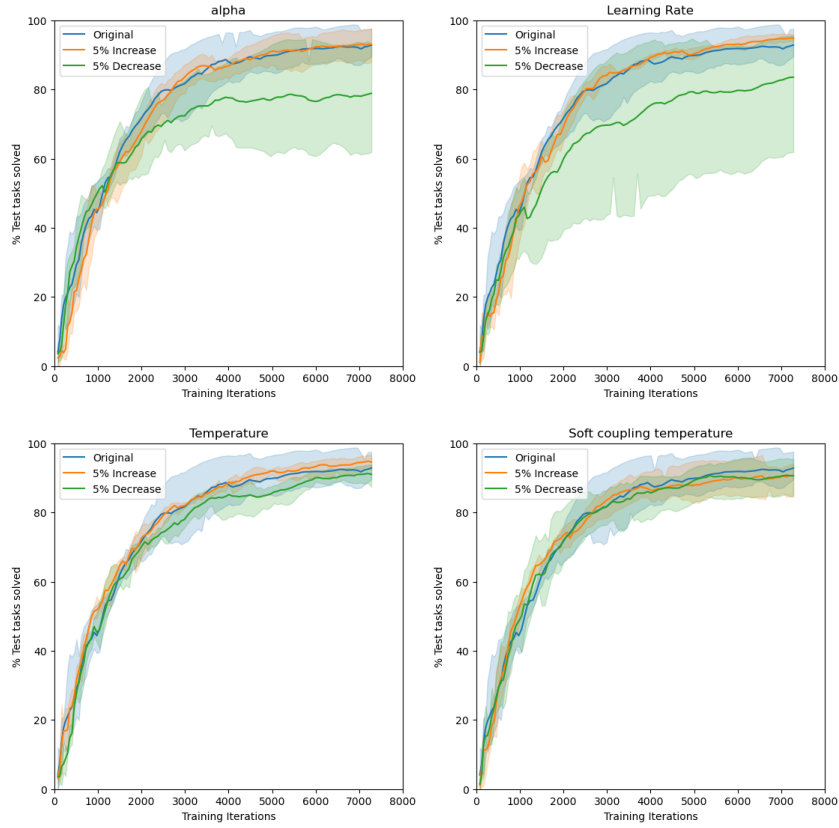 alpha
Original
5% Increase
5% Decrease
% Test tasks solved
100
80
60
40
20
0
0 1000 2000 3000 4000 5000 6000 7000 8000
Training Iterations
Learning Rate
Original
5% Increase
5% Decrease
% Test tasks solved
100
80
60
40
20
0
0 1000 2000 3000 4000 5000 6000 7000 8000
Training Iterations
Temperature
Original
5% Increase
5% Decrease
% Test tasks solved
100
80
60
40
20
0
0 1000 2000 3000 4000 5000 6000 7000 8000
Training Iterations
Soft coupling temperature
Original
5% Increase
5% Decrease
% Test tasks solved
100
80
60
40
20
0
0 1000 2000 3000 4000 5000 6000 7000 8000
Training Iterations